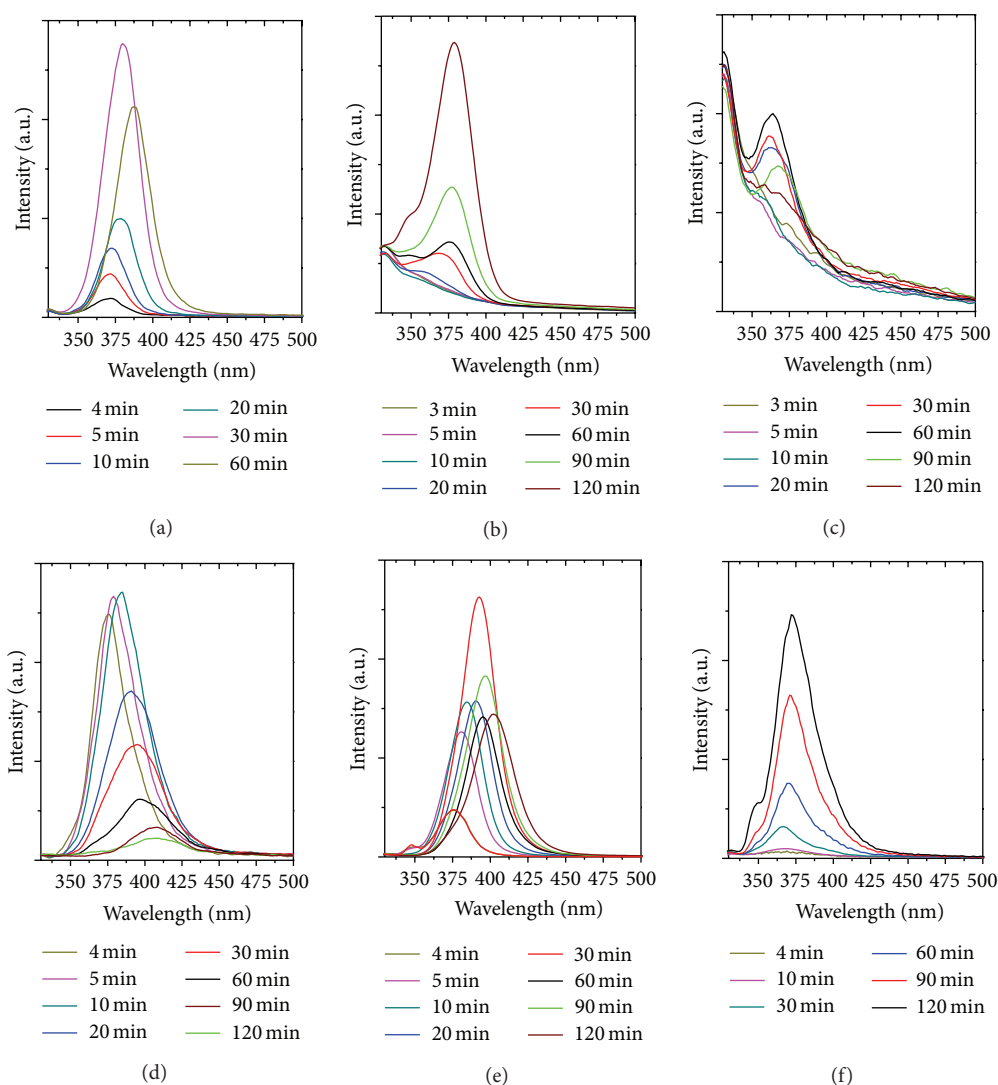 Intensity (a.u.)
350 375 400 425 450 475 500
Wavelength (nm)
4 min 20 min
5 min 30 min
10 min 60 min
(a)
Intensity (a.u.)
350 375 400 425 450 475 500
Wavelength (nm)
3 min 30 min
5 min 60 min
10 min 90 min
20 min 120 min
(b)
Intensity (a.u.)
350 375 400 425 450 475 500
Wavelength (nm)
3 min 30 min
5 min 60 min
10 min 90 min
20 min 120 min
(c)
Intensity (a.u.)
350 375 400 425 450 475 500
Wavelength (nm)
4 min 30 min
5 min 60 min
10 min 90 min
20 min 120 min
(d)
Intensity (a.u.)
350 375 400 425 450 475 500
Wavelength (nm)
4 min 30 min
5 min 60 min
10 min 90 min
20 min 120 min
(e)
Intensity (a.u.)
350 375 400 425 450 475 500
Wavelength (nm)
4 min 60 min
10 min 90 min
30 min 120 min
(f)